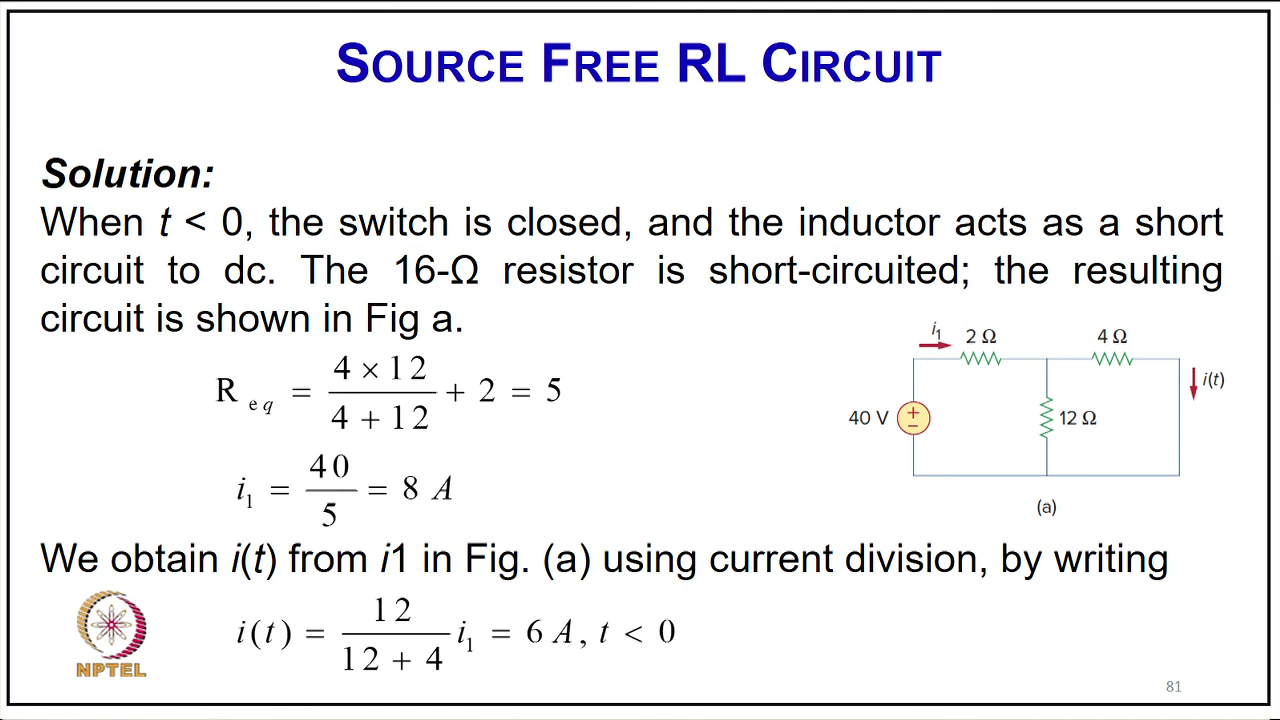 SOURCE FREE RL CIRCUIT
Solution:
When t < 0, the switch is closed, and the inductor acts as a short
circuit to dc. The 16-Ω resistor is short-circuited; the resulting
circuit is shown in Fig a.
R_eq = (4 × 12)/(4 + 12) + 2 = 5
i₁ = 40/5 = 8 A
i₁ 2 Ω 4 Ω
i(t)
40 V + − 12 Ω
(a)
We obtain i(t) from i1 in Fig. (a) using current division, by writing
i(t) = 12/(12 + 4) i₁ = 6 A, t < 0
NPTEL
81